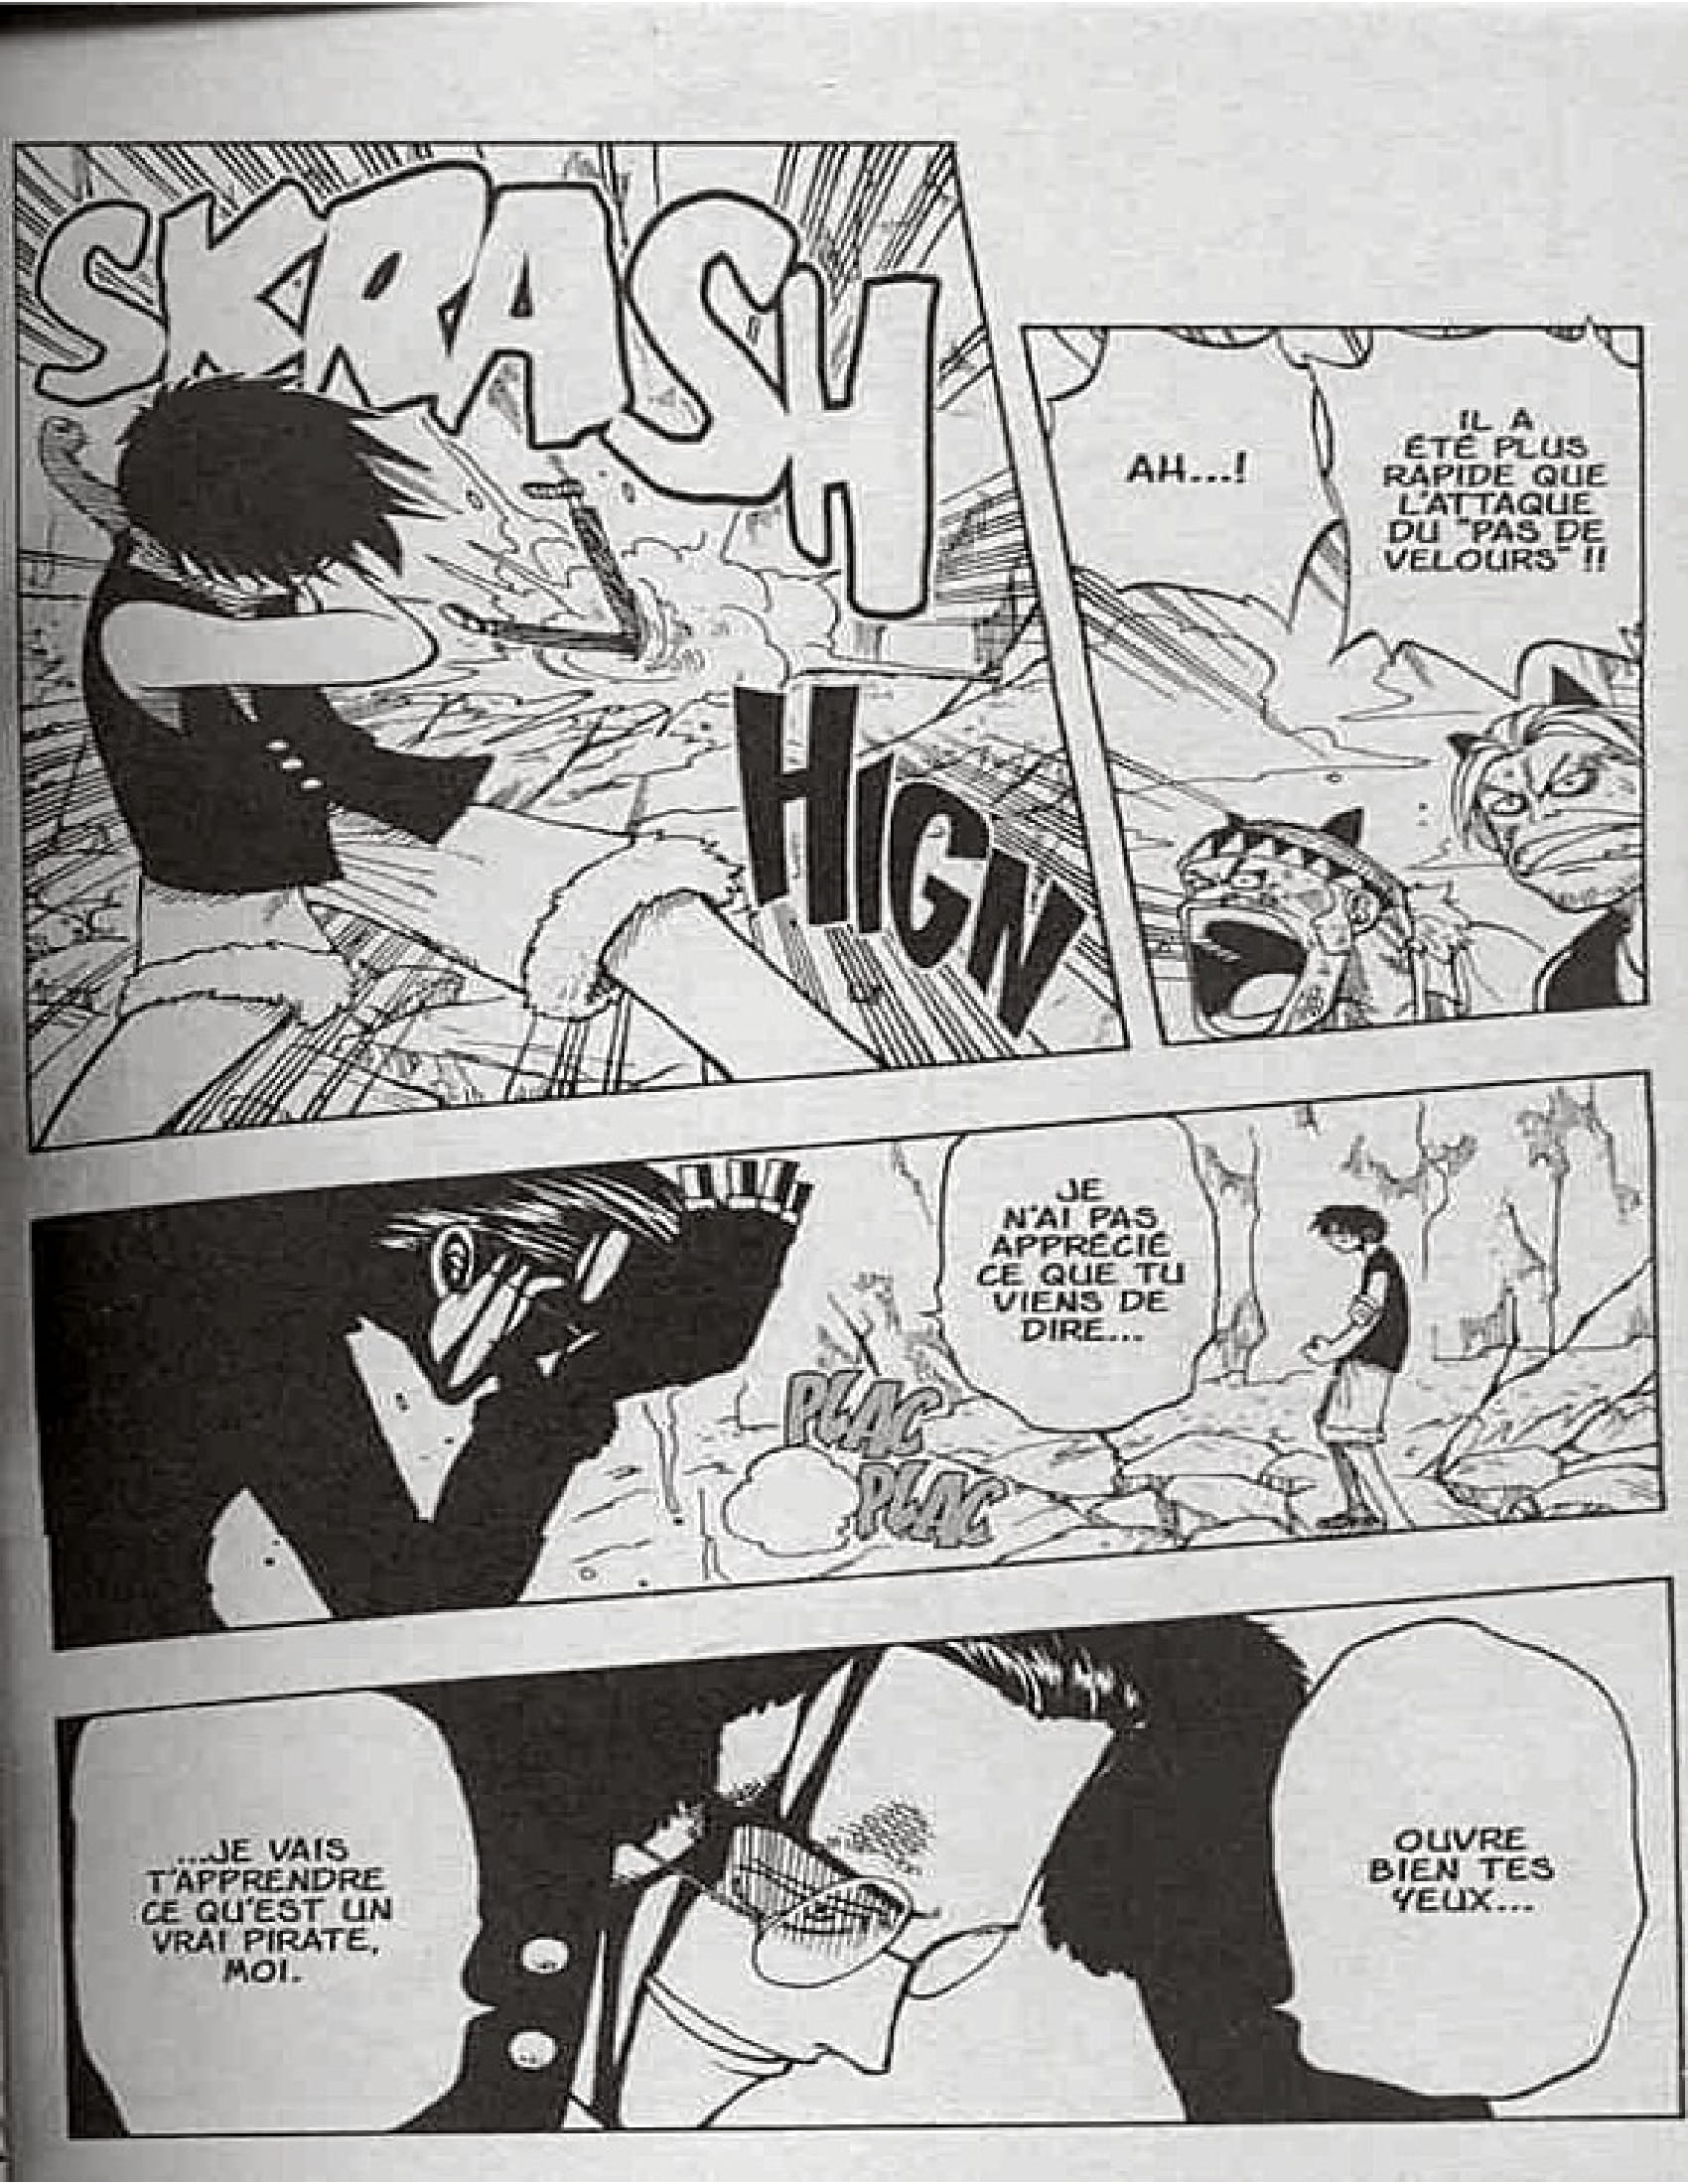 IL A
ÉTÉ PLUS
RAPIDE QUE
L'ATTAQUE
DU "PAS DE
VELOURS" !!
AH...!
SKRASH
HIGN
JE
N'AI PAS
APPRÉCIÉ
CE QUE TU
VIENS DE
DIRE...
PLAC
PLAC
OUVRE
BIEN TES
YEUX...
...JE VAIS
T'APPRENDRE
CE QU'EST UN
VRAI PIRATE,
MOI.